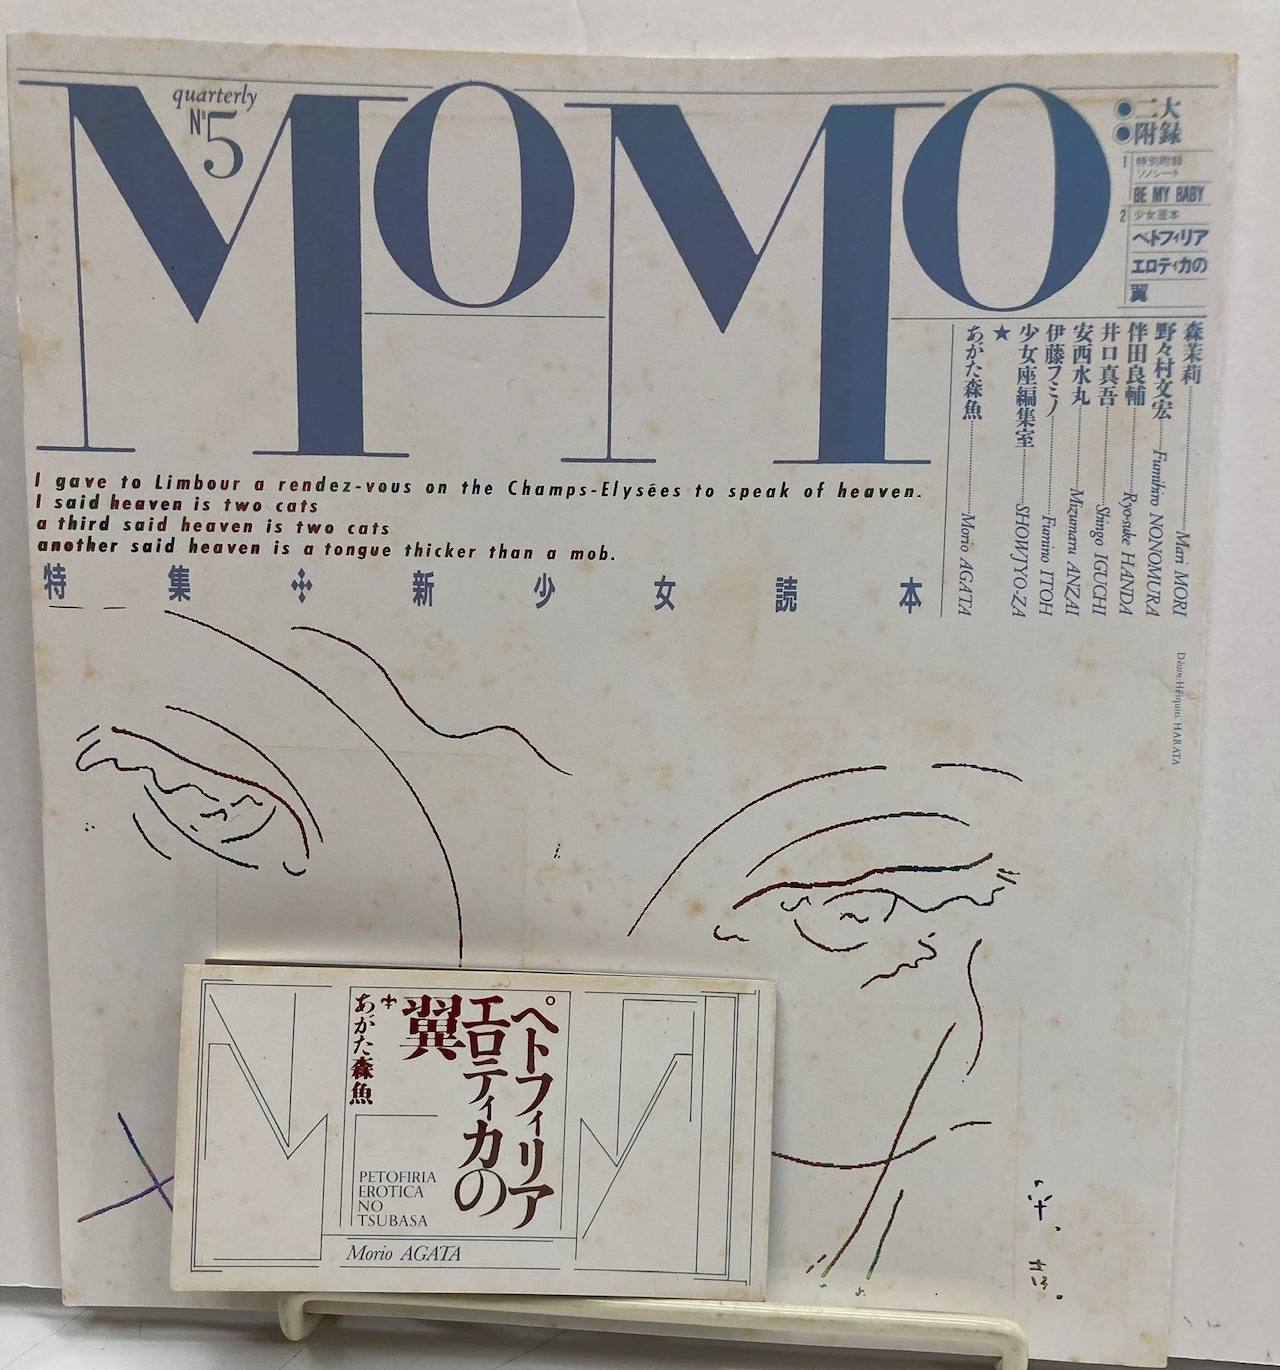 quarterly
N°5
MOMO
二大
附録
1 特別附録
ソノシート
BE MY BABY
2 少女豆本
ペトフィリア
エロティカの
翼
森茉莉 Mari MORI
野々村文宏 Fumihiro NONOMURA
伴田良輔 Ryo-suke HANDA
井口真吾 Shingo IGUCHI
安西水丸 Mizumaru ANZAI
伊藤フミノ Fumino ITOH
少女座編集室 SHOWJYO-ZA
★
あがた森魚 Morio AGATA
I gave to Limbour a rendez-vous on the Champs-Elysées to speak of heaven.
I said heaven is two cats
a third said heaven is two cats
another said heaven is a tongue thicker than a mob.
特集 新少女読本
HARATA
ペトフィリア
エロティカの
翼
あがた森魚
PETOFIRIA
EROTICA
NO
TSUBASA
Morio AGATA